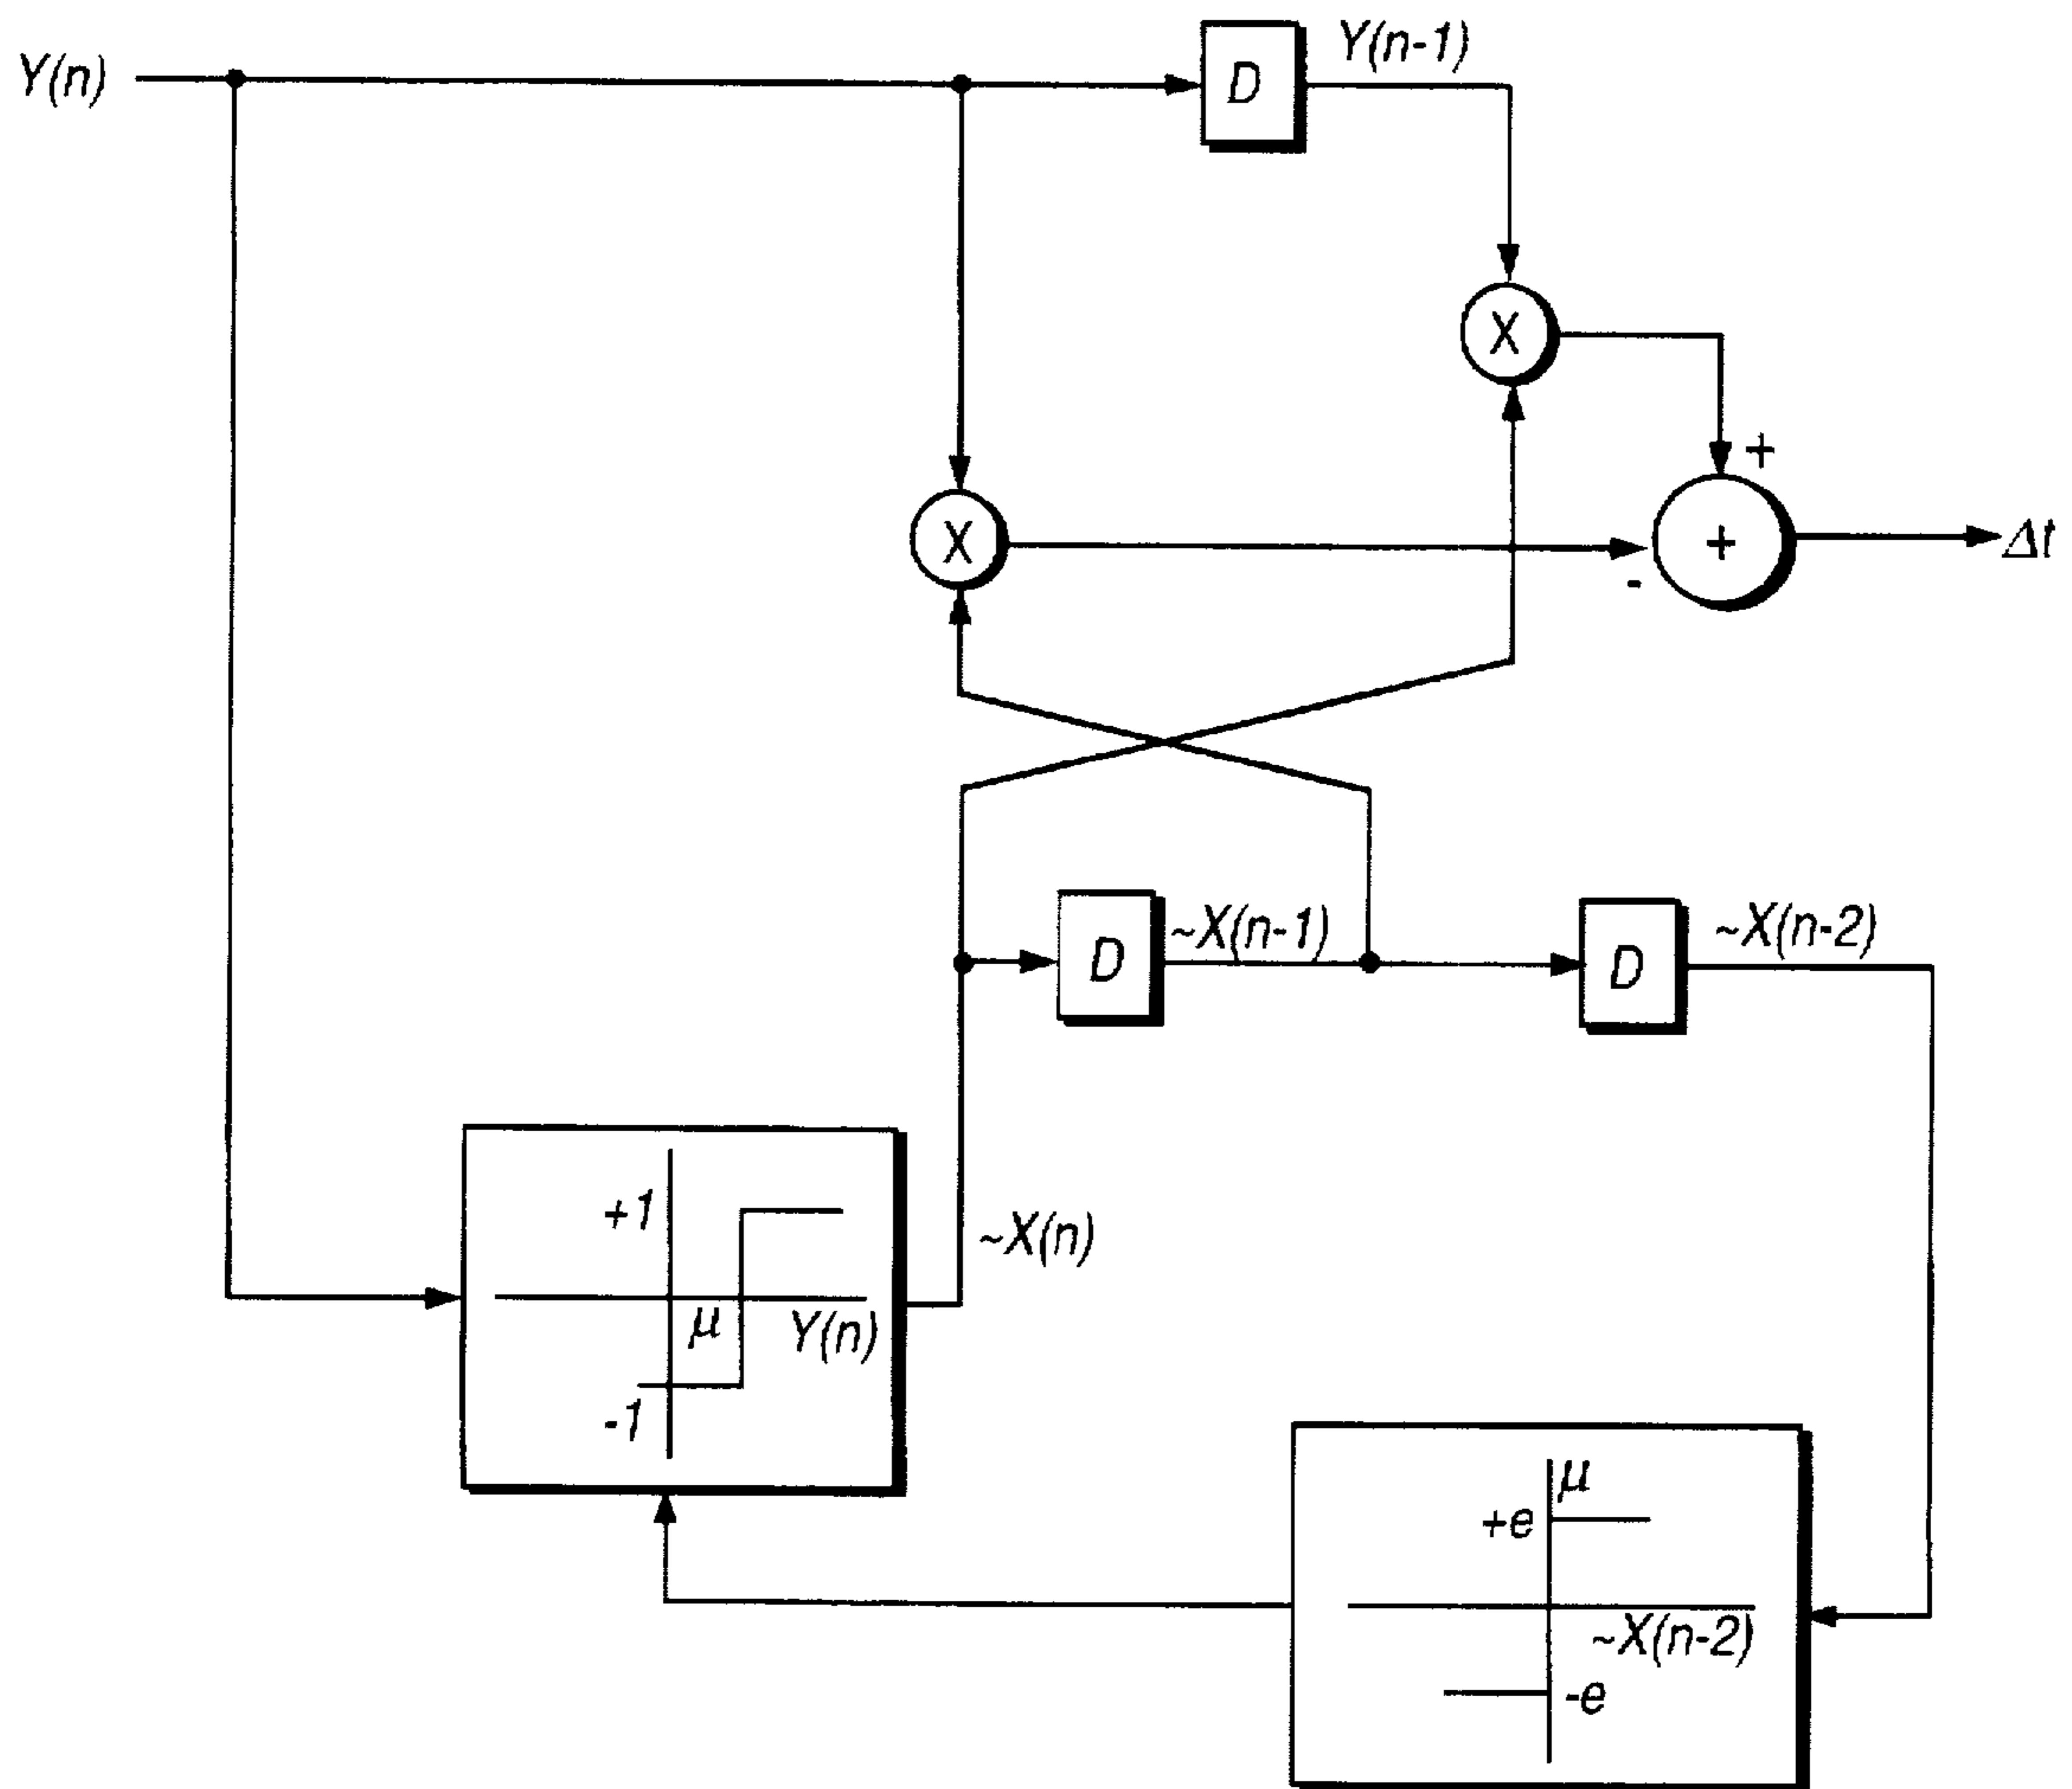 Y(n)
D
Y(n-1)
X
+
X
-
+
Δt
D
~X(n-1)
D
~X(n-2)
+1
μ
Y(n)
-1
~X(n)
μ
+e
~X(n-2)
-e